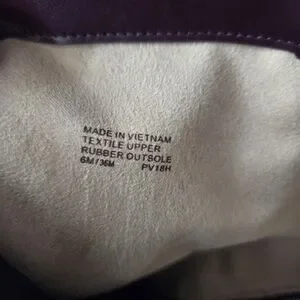 MADE IN VIETNAM
TEXTILE UPPER
RUBBER OUTSOLE
6M/36M PV18H